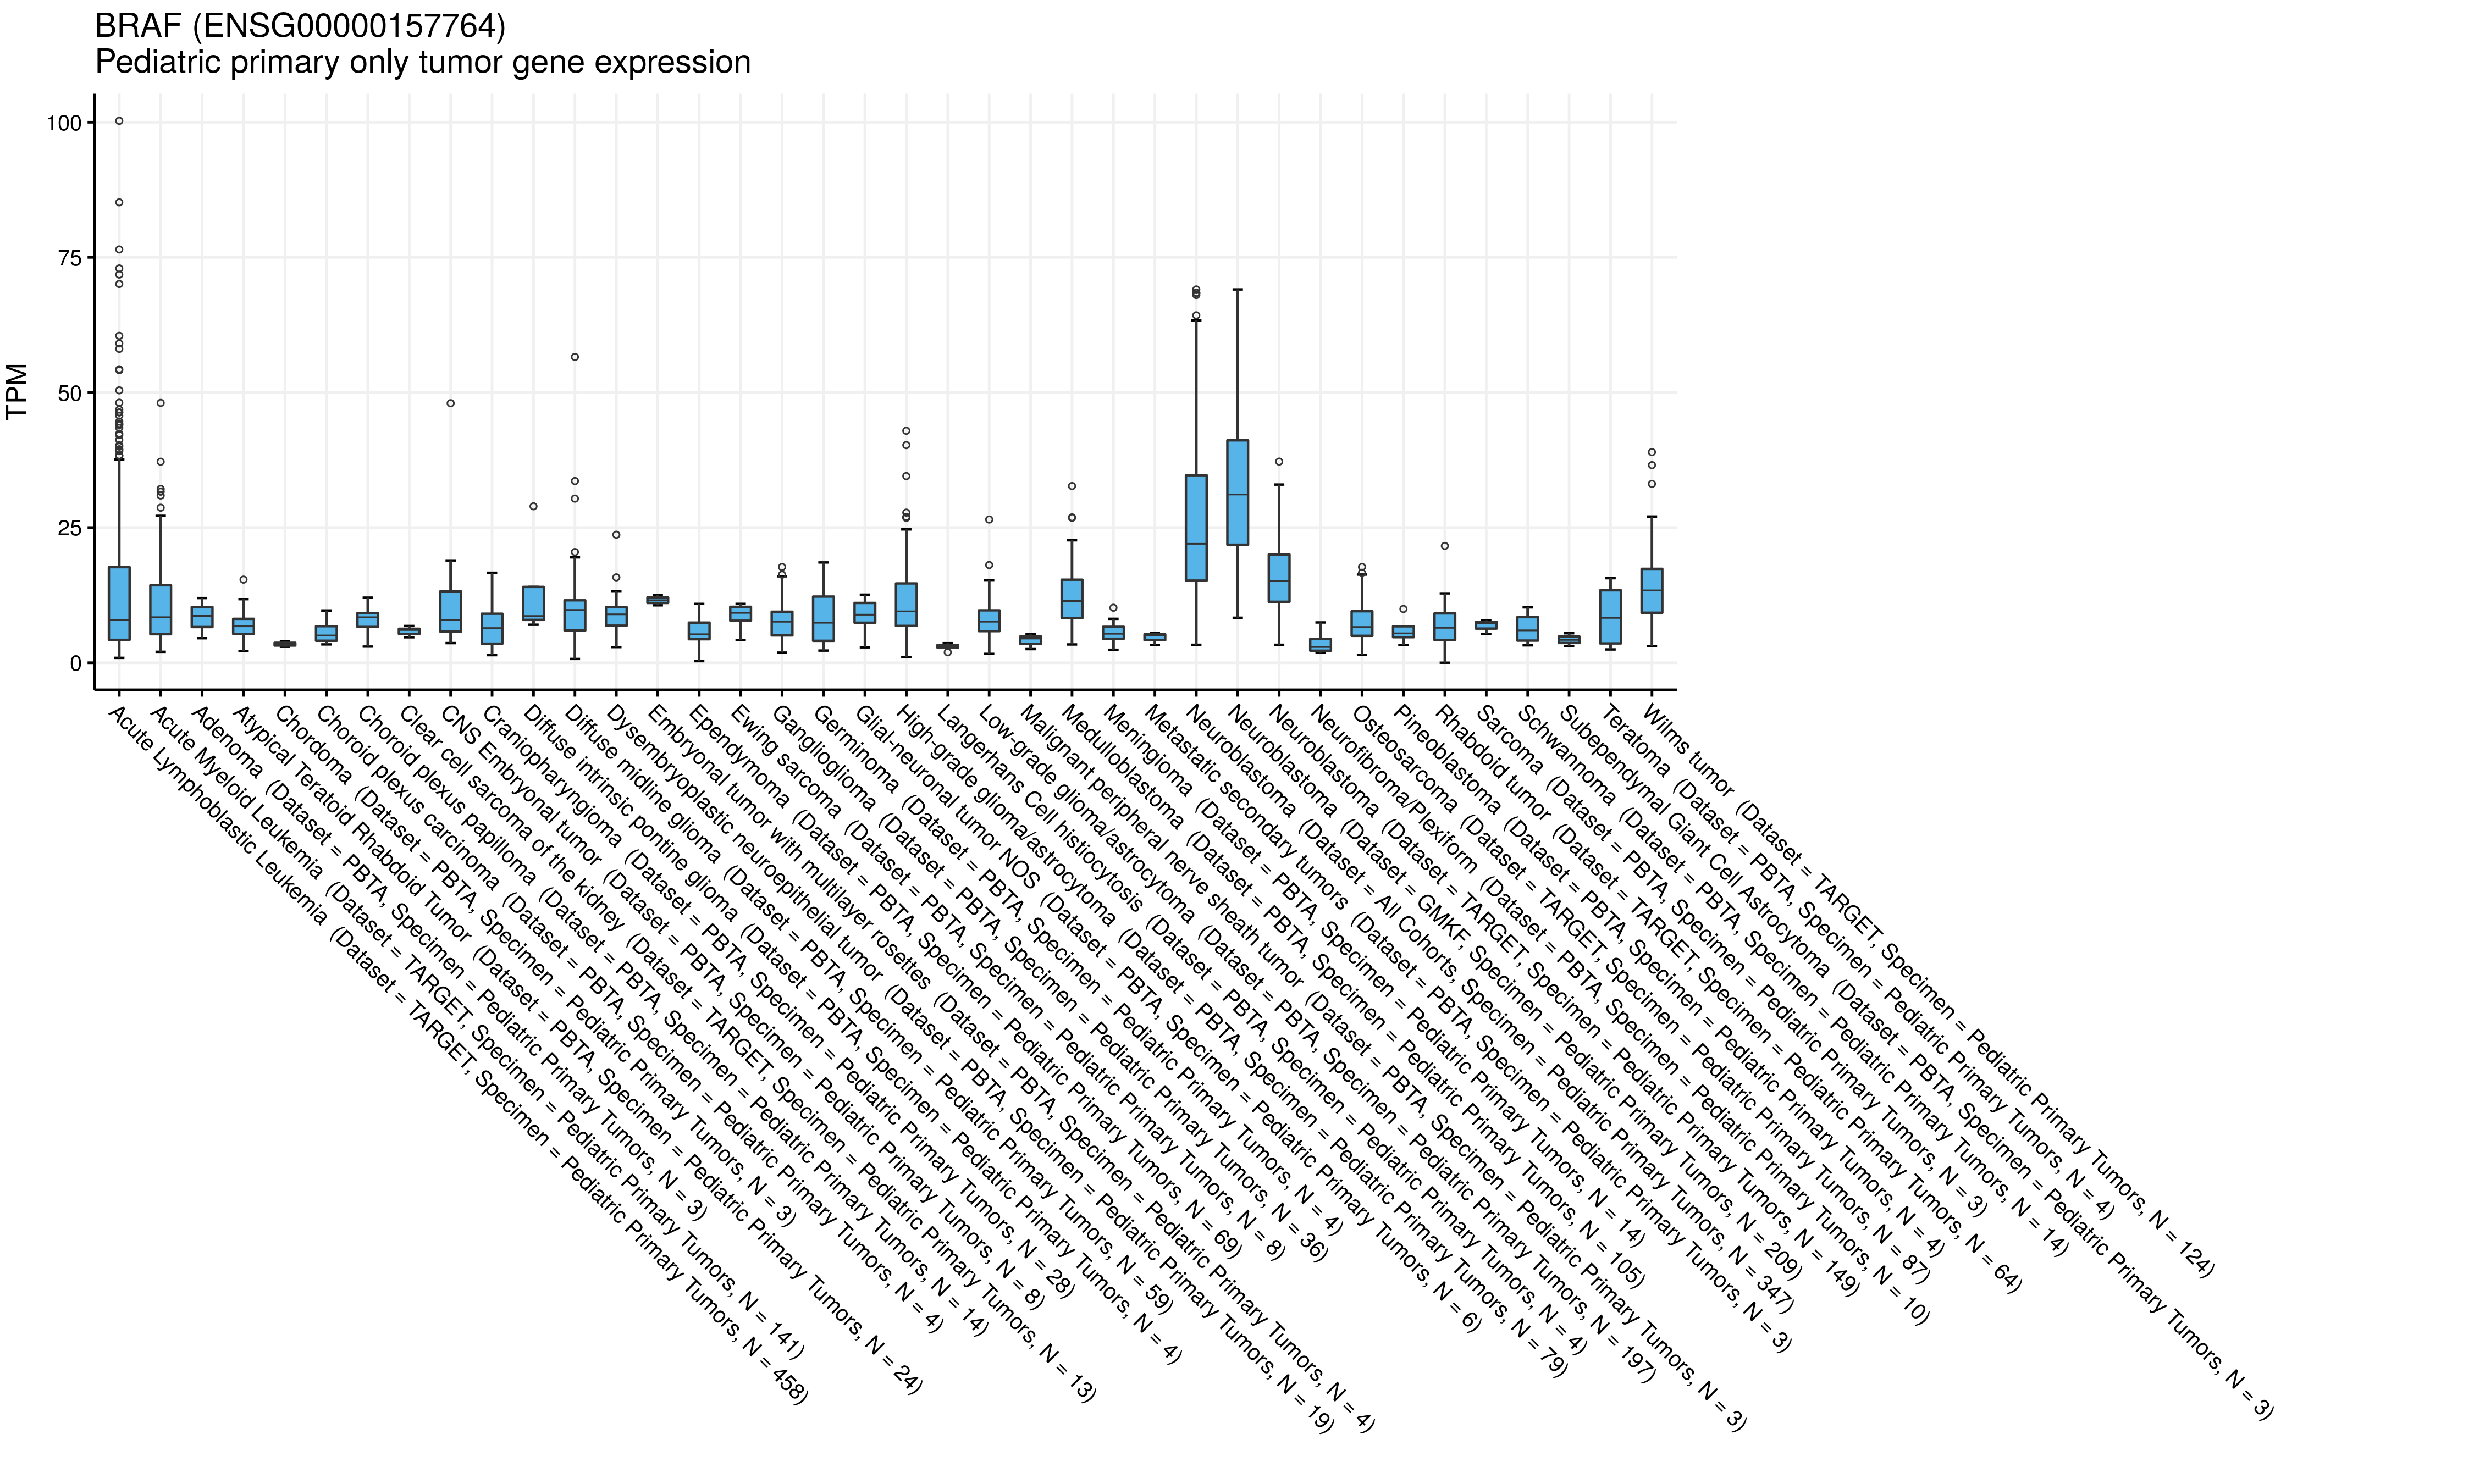 BRAF (ENSG00000157764)
Pediatric primary only tumor gene expression
TPM
100
75
50
25
0
Acute Lymphoblastic Leukemia (Dataset = TARGET, Specimen = Pediatric Primary Tumors, N = 458)
Acute Myeloid Leukemia (Dataset = TARGET, Specimen = Pediatric Primary Tumors, N = 141)
Adenoma (Dataset = PBTA, Specimen = Pediatric Primary Tumors, N = 3)
Atypical Teratoid Rhabdoid Tumor (Dataset = PBTA, Specimen = Pediatric Primary Tumors, N = 24)
Chordoma (Dataset = PBTA, Specimen = Pediatric Primary Tumors, N = 3)
Choroid plexus carcinoma (Dataset = PBTA, Specimen = Pediatric Primary Tumors, N = 4)
Choroid plexus papilloma (Dataset = PBTA, Specimen = Pediatric Primary Tumors, N = 14)
Clear cell sarcoma of the kidney (Dataset = TARGET, Specimen = Pediatric Primary Tumors, N = 13)
CNS Embryonal tumor (Dataset = PBTA, Specimen = Pediatric Primary Tumors, N = 8)
Craniopharyngioma (Dataset = PBTA, Specimen = Pediatric Primary Tumors, N = 28)
Diffuse intrinsic pontine glioma (Dataset = PBTA, Specimen = Pediatric Primary Tumors, N = 4)
Diffuse midline glioma (Dataset = PBTA, Specimen = Pediatric Primary Tumors, N = 59)
Dysembryoplastic neuroepithelial tumor (Dataset = PBTA, Specimen = Pediatric Primary Tumors, N = 19)
Embryonal tumor with multilayer rosettes (Dataset = PBTA, Specimen = Pediatric Primary Tumors, N = 4)
Ependymoma (Dataset = PBTA, Specimen = Pediatric Primary Tumors, N = 69)
Ewing sarcoma (Dataset = PBTA, Specimen = Pediatric Primary Tumors, N = 8)
Ganglioglioma (Dataset = PBTA, Specimen = Pediatric Primary Tumors, N = 36)
Germinoma (Dataset = PBTA, Specimen = Pediatric Primary Tumors, N = 4)
Glial-neuronal tumor NOS (Dataset = PBTA, Specimen = Pediatric Primary Tumors, N = 6)
High-grade glioma/astrocytoma (Dataset = PBTA, Specimen = Pediatric Primary Tumors, N = 79)
Langerhans Cell histiocytosis (Dataset = PBTA, Specimen = Pediatric Primary Tumors, N = 4)
Low-grade glioma/astrocytoma (Dataset = PBTA, Specimen = Pediatric Primary Tumors, N = 197)
Malignant peripheral nerve sheath tumor (Dataset = PBTA, Specimen = Pediatric Primary Tumors, N = 3)
Medulloblastoma (Dataset = PBTA, Specimen = Pediatric Primary Tumors, N = 105)
Meningioma (Dataset = PBTA, Specimen = Pediatric Primary Tumors, N = 14)
Metastatic secondary tumors (Dataset = PBTA, Specimen = Pediatric Primary Tumors, N = 3)
Neuroblastoma (Dataset = All Cohorts, Specimen = Pediatric Primary Tumors, N = 347)
Neuroblastoma (Dataset = GMKF, Specimen = Pediatric Primary Tumors, N = 209)
Neuroblastoma (Dataset = TARGET, Specimen = Pediatric Primary Tumors, N = 149)
Neurofibroma/Plexiform (Dataset = PBTA, Specimen = Pediatric Primary Tumors, N = 10)
Osteosarcoma (Dataset = TARGET, Specimen = Pediatric Primary Tumors, N = 87)
Pineoblastoma (Dataset = PBTA, Specimen = Pediatric Primary Tumors, N = 4)
Rhabdoid tumor (Dataset = TARGET, Specimen = Pediatric Primary Tumors, N = 64)
Sarcoma (Dataset = PBTA, Specimen = Pediatric Primary Tumors, N = 3)
Schwannoma (Dataset = PBTA, Specimen = Pediatric Primary Tumors, N = 14)
Subependymal Giant Cell Astrocytoma (Dataset = PBTA, Specimen = Pediatric Primary Tumors, N = 3)
Teratoma (Dataset = PBTA, Specimen = Pediatric Primary Tumors, N = 4)
Wilms tumor (Dataset = TARGET, Specimen = Pediatric Primary Tumors, N = 124)